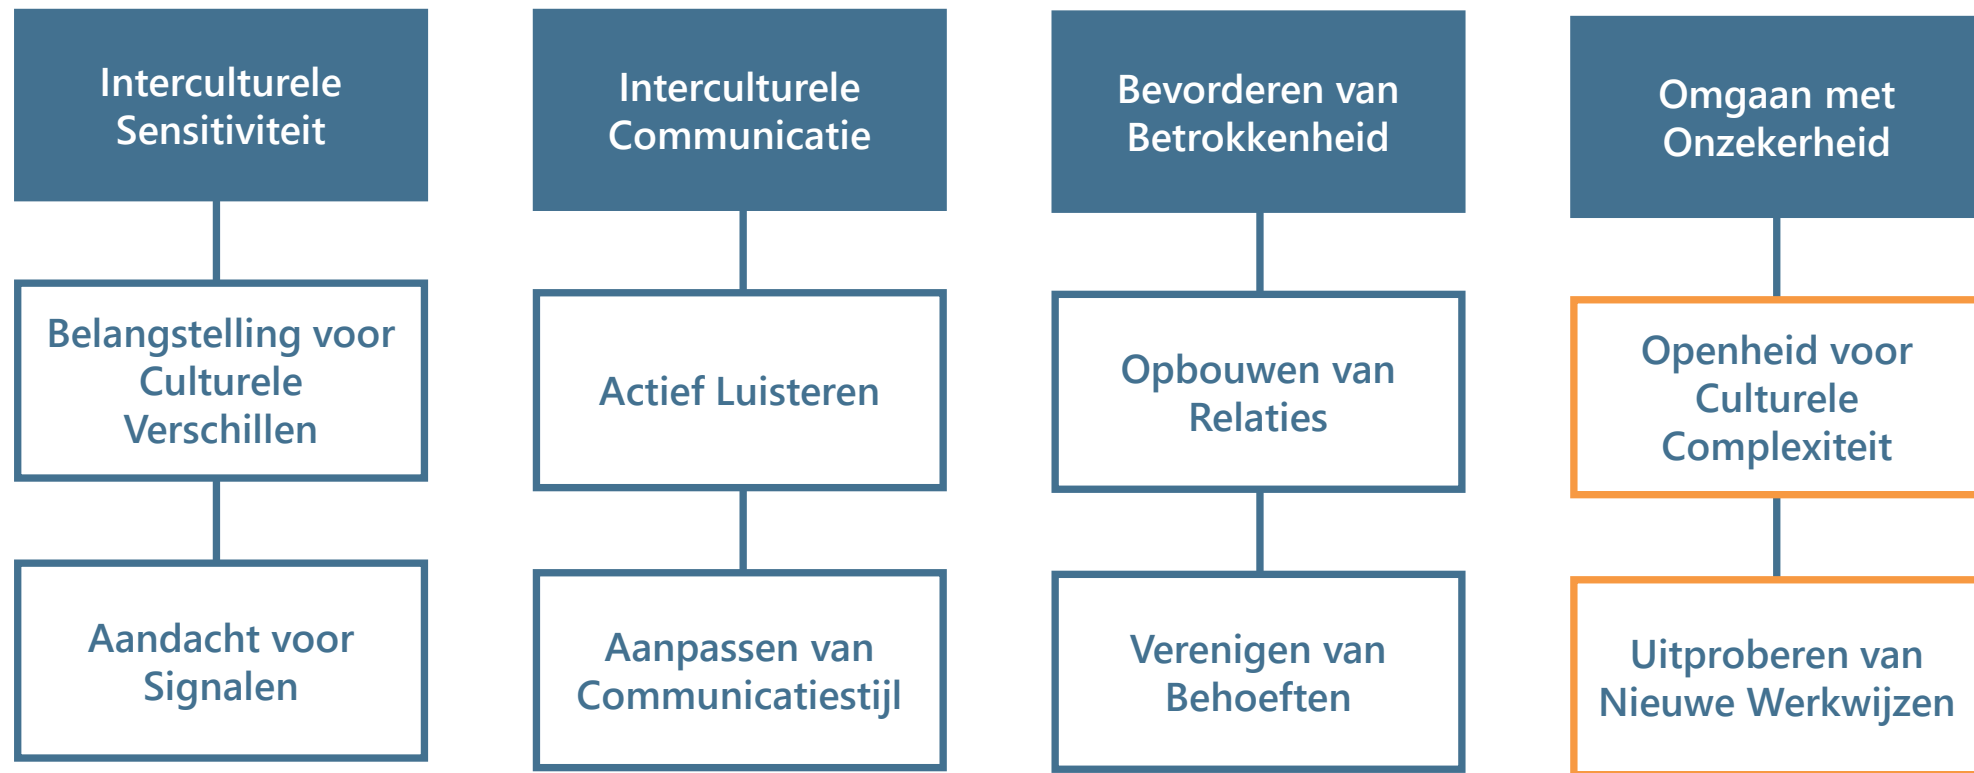 Interculturele
Sensitiviteit
Belangstelling voor
Culturele
Verschillen
Aandacht voor
Signalen
Interculturele
Communicatie
Actief Luisteren
Aanpassen van
Communicatiestijl
Bevorderen van
Betrokkenheid
Opbouwen van
Relaties
Verenigen van
Behoeften
Omgaan met
Onzekerheid
Openheid voor
Culturele
Complexiteit
Uitproberen van
Nieuwe Werkwijzen